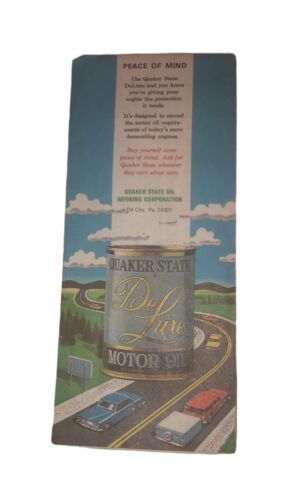 PEACE OF MIND
Use Quaker State
DeLuxe and you know
you're giving your
engine the protection
it needs.
It's designed to exceed
the motor oil require-
ments of today's more
demanding engines.
Buy yourself some
peace of mind. Ask for
Quaker State wherever
they care about cars.
QUAKER STATE OIL
REFINING CORPORATION
Oil City, Pa. 16301
QUAKER STATE
De Luxe
MOTOR OIL